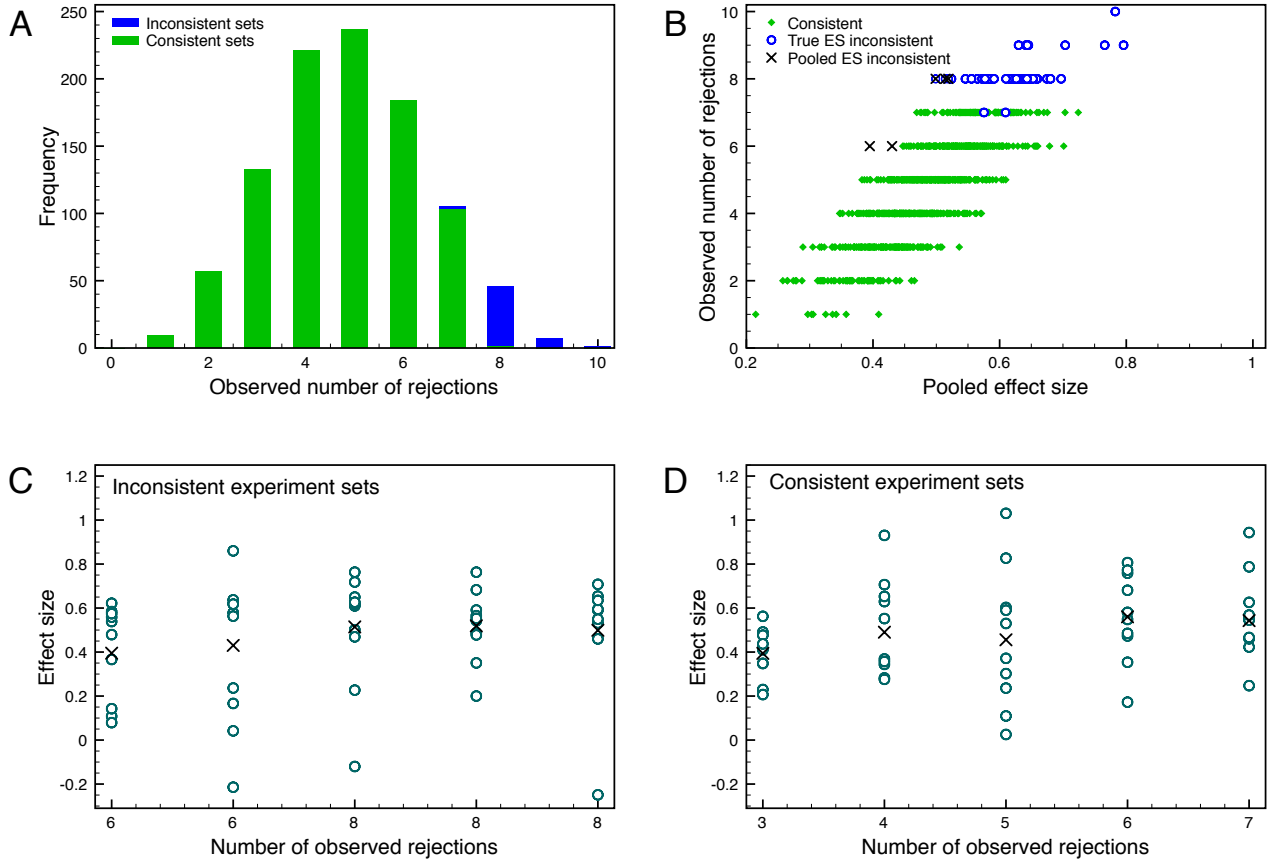 A
Inconsistent sets
Consistent sets
250
200
150
100
50
0
Frequency
0 2 4 6 8 10
Observed number of rejections
B
Consistent
True ES inconsistent
Pooled ES inconsistent
10
8
6
4
2
0
Observed number of rejections
0.2 0.4 0.6 0.8 1
Pooled effect size
C
Inconsistent experiment sets
1.2
1
0.8
0.6
0.4
0.2
0
-0.2
Effect size
6 6 8 8 8
Number of observed rejections
D
Consistent experiment sets
1.2
1
0.8
0.6
0.4
0.2
0
-0.2
Effect size
3 4 5 6 7
Number of observed rejections